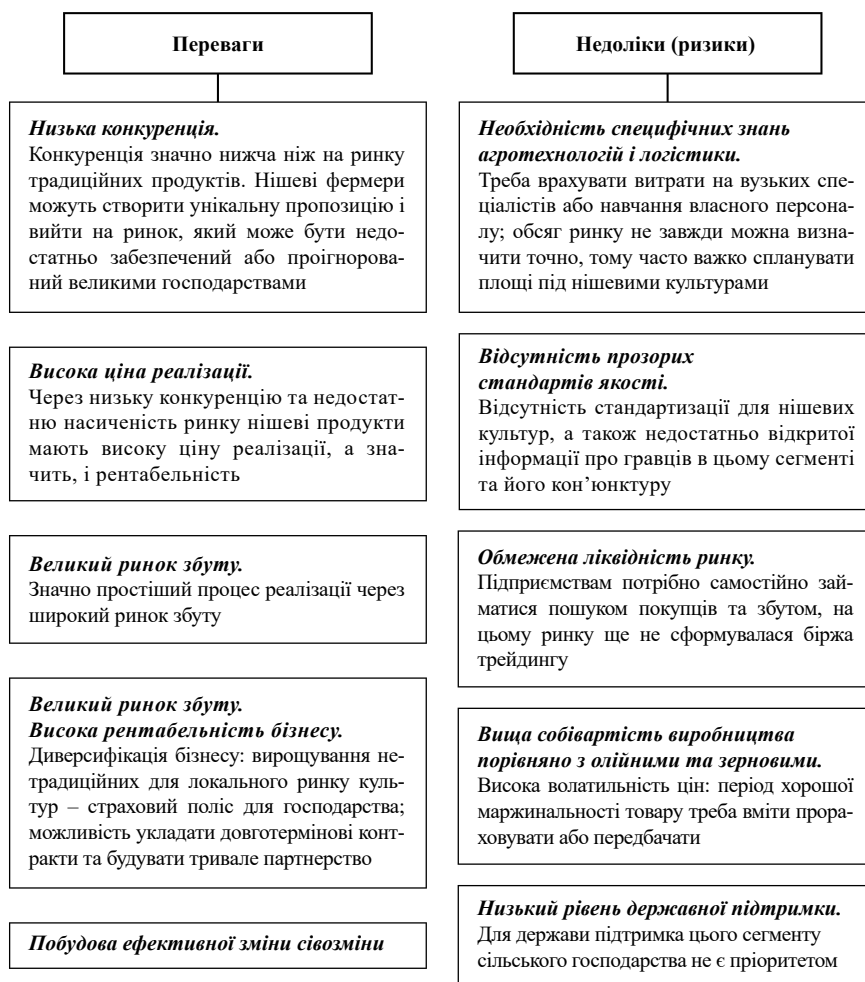 Переваги
Низька конкуренція.
Конкуренція значно нижча ніж на ринку
традиційних продуктів. Нішеві фермери
можуть створити унікальну пропозицію і
вийти на ринок, який може бути недо-
статньо забезпечений або проігнорова-
ний великими господарствами
Висока ціна реалізації.
Через низьку конкуренцію та недостат-
ню насиченість ринку нішеві продукти
мають високу ціну реалізації, а зна-
чить, і рентабельність
Великий ринок збуту.
Значно простіший процес реалізації через
широкий ринок збуту
Великий ринок збуту.
Висока рентабельність бізнесу.
Диверсифікація бізнесу: вирощування не-
традиційних для локального ринку куль-
тур – страховий поліс для господарства;
можливість укладати довготермінові конт-
ракти та будувати тривале партнерство
Побудова ефективної зміни сівозміни
Недоліки (ризики)
Необхідність специфічних знань
агротехнологій і логістики.
Треба врахувати витрати на вузьких спе-
ціалістів або навчання власного персона-
лу; обсяг ринку не завжди можна визна-
чити точно, тому часто важко спланувати
площі під нішевими культурами
Відсутність прозорих
стандартів якості.
Відсутність стандартизації для нішевих
культур, а також недостатньо відкритої
інформації про гравців в цьому сегменті
та його кон’юнктуру
Обмежена ліквідність ринку.
Підприємствам потрібно самостійно зай-
матися пошуком покупців та збутом, на
цьому ринку ще не сформувалася біржа
трейдингу
Вища собівартість виробництва
порівняно з олійними та зерновими.
Висока волатильність цін: період хорошої
маржинальності товару треба вміти прора-
ховувати або передбачати
Низький рівень державної підтримки.
Для держави підтримка цього сегменту
сільського господарства не є пріоритетом